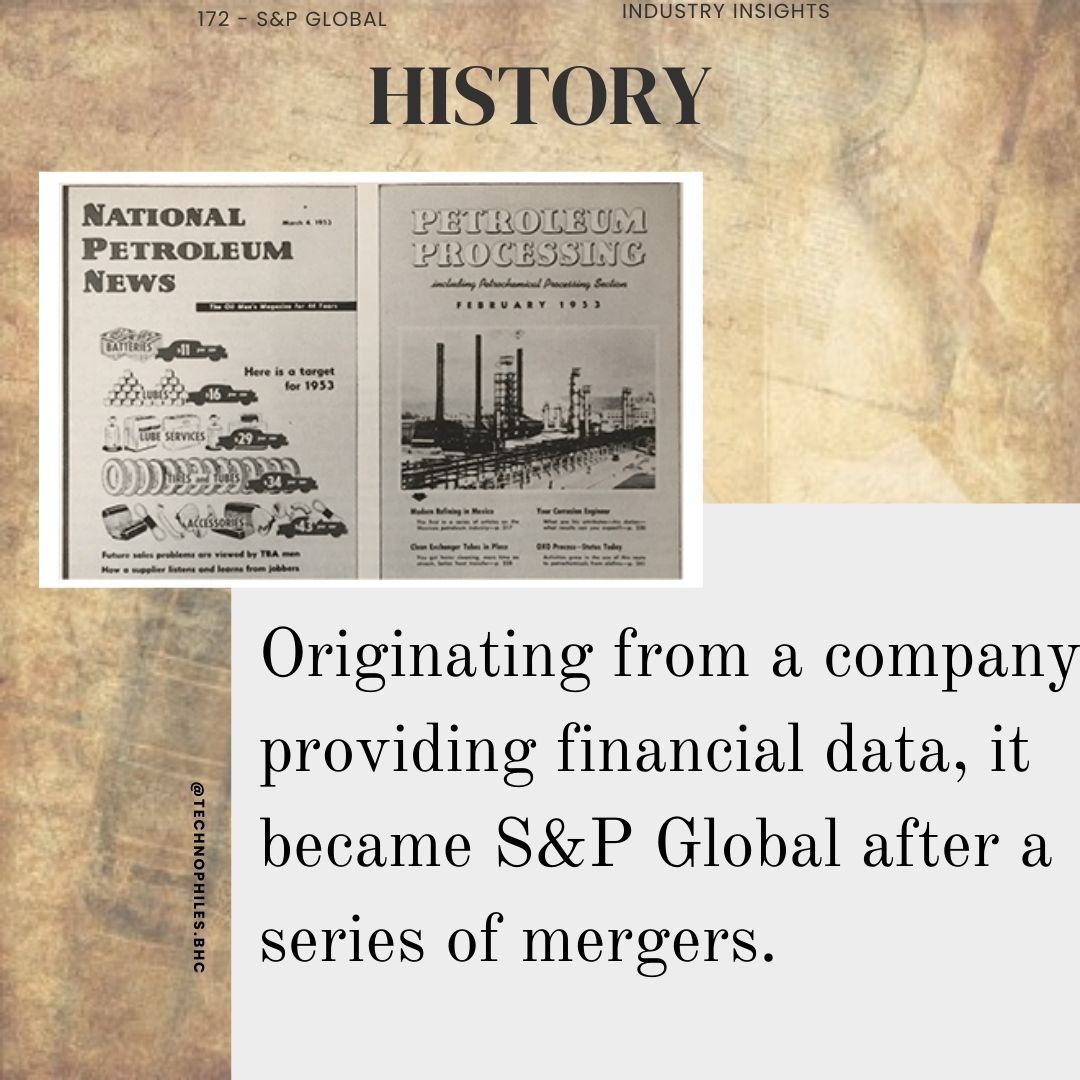 172 - S&P GLOBAL
INDUSTRY INSIGHTS
HISTORY
NATIONAL
PETROLEUM
NEWS
March 4, 1953
The Oil Men's Magazine for 44 Years
BATTERIES
$11
Here is a target
for 1953
LUBES
$16
LUBE SERVICES
$29
TIRES and TUBES
$34
ACCESSORIES
$43
Future sales problems are viewed by TBA men
How a supplier listens and learns from jobbers
PETROLEUM
PROCESSING
including Petrochemical Processing Section
FEBRUARY 1953
Modern Refining in Mexico
Your Corrosion Engineer
Clean Exchanger Tubes in Place
OXO Process—Status Today
Originating from a company
providing financial data, it
became S&P Global after a
series of mergers.
@TECHNOPHILES.BHC